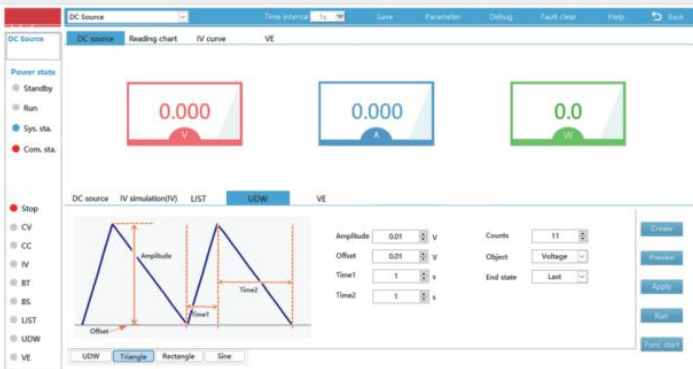 DC Source Time interval 1s Save Parameter Debug Fault clear Help Back
DC Source
DC source Reading chart IV curve VE
Power state
Standby
Run
Sys. sta.
Com. sta.
0.000
V
0.000
A
0.0
W
Stop
CV
CC
IV
BT
BS
LIST
UDW
VE
DC source IV simulation(IV) LIST UDW VE
Amplitude
Time1
Time2
Offset
Amplitude 0.01 V
Offset 0.01 V
Time1 1 s
Time2 1 s
Counts 11
Object Voltage
End state Last
Create
Preview
Apply
Run
Func start
UDW Triangle Rectangle Sine